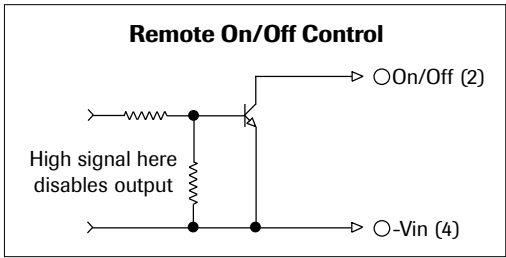 Remote On/Off Control
On/Off (2)
High signal here
disables output
-Vin (4)